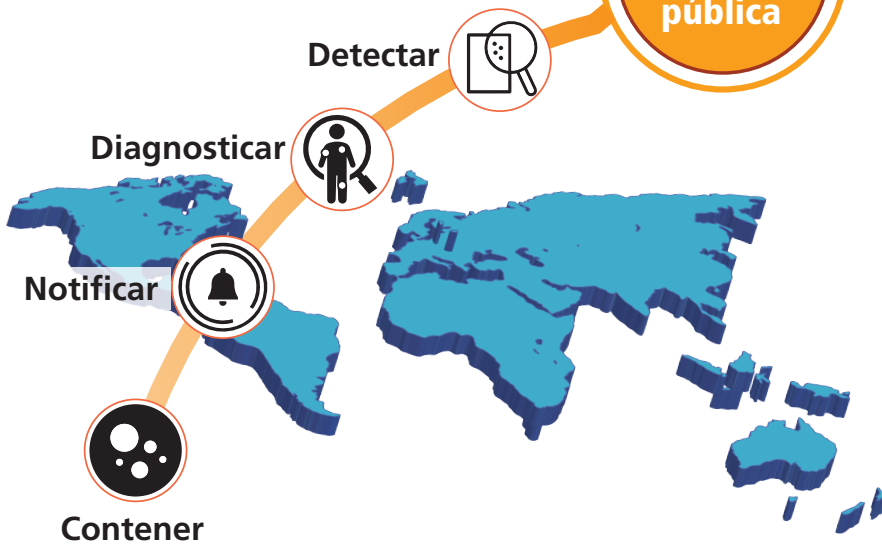 pública
Detectar
Diagnosticar
Notificar
Contener